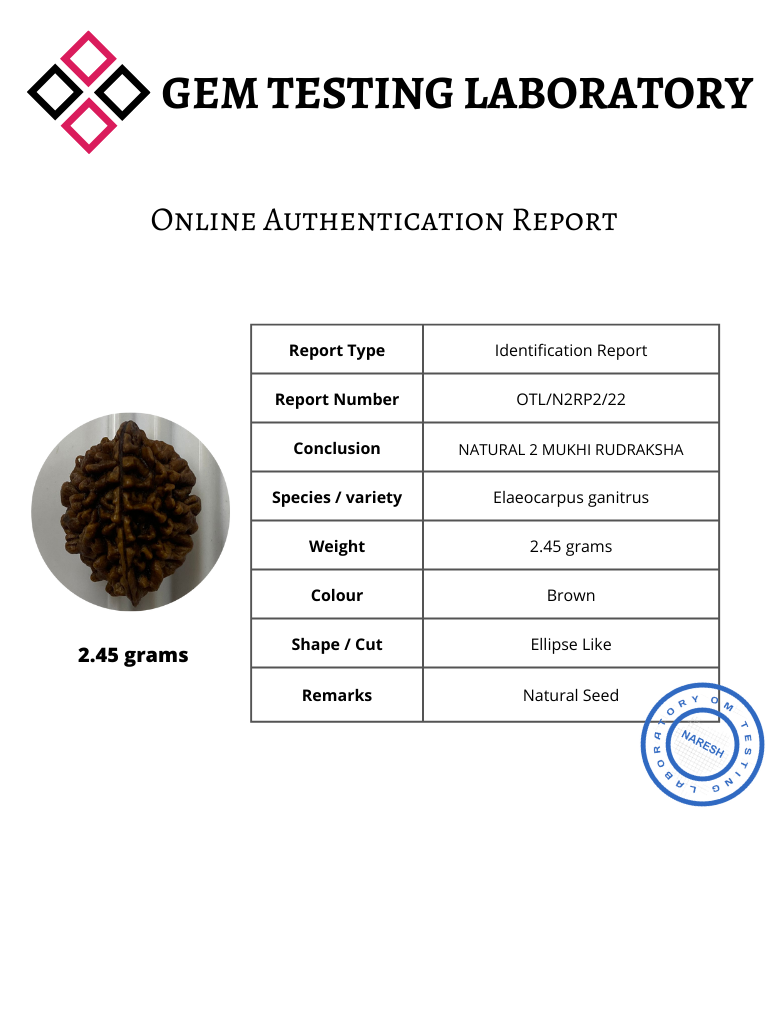 GEM TESTING LABORATORY
Online Authentication Report
Report Type Identification Report
Report Number OTL/N2RP2/22
Conclusion NATURAL 2 MUKHI RUDRAKSHA
Species / variety Elaeocarpus ganitrus
Weight 2.45 grams
Colour Brown
Shape / Cut Ellipse Like
Remarks Natural Seed
2.45 grams
OM TESTING LABORATORY
NARESH